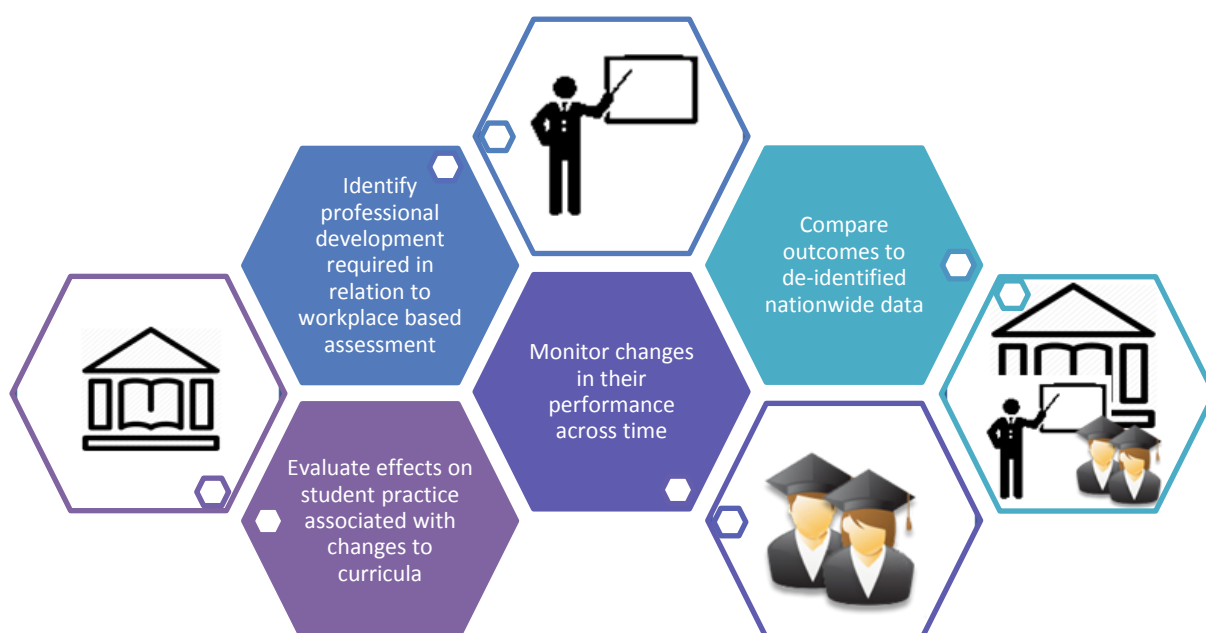 Identify
professional
development
required in
relation to
workplace based
assessment
Compare
outcomes to
de-identified
nationwide data
Monitor changes
in their
performance
across time
Evaluate effects on
student practice
associated with
changes to
curricula